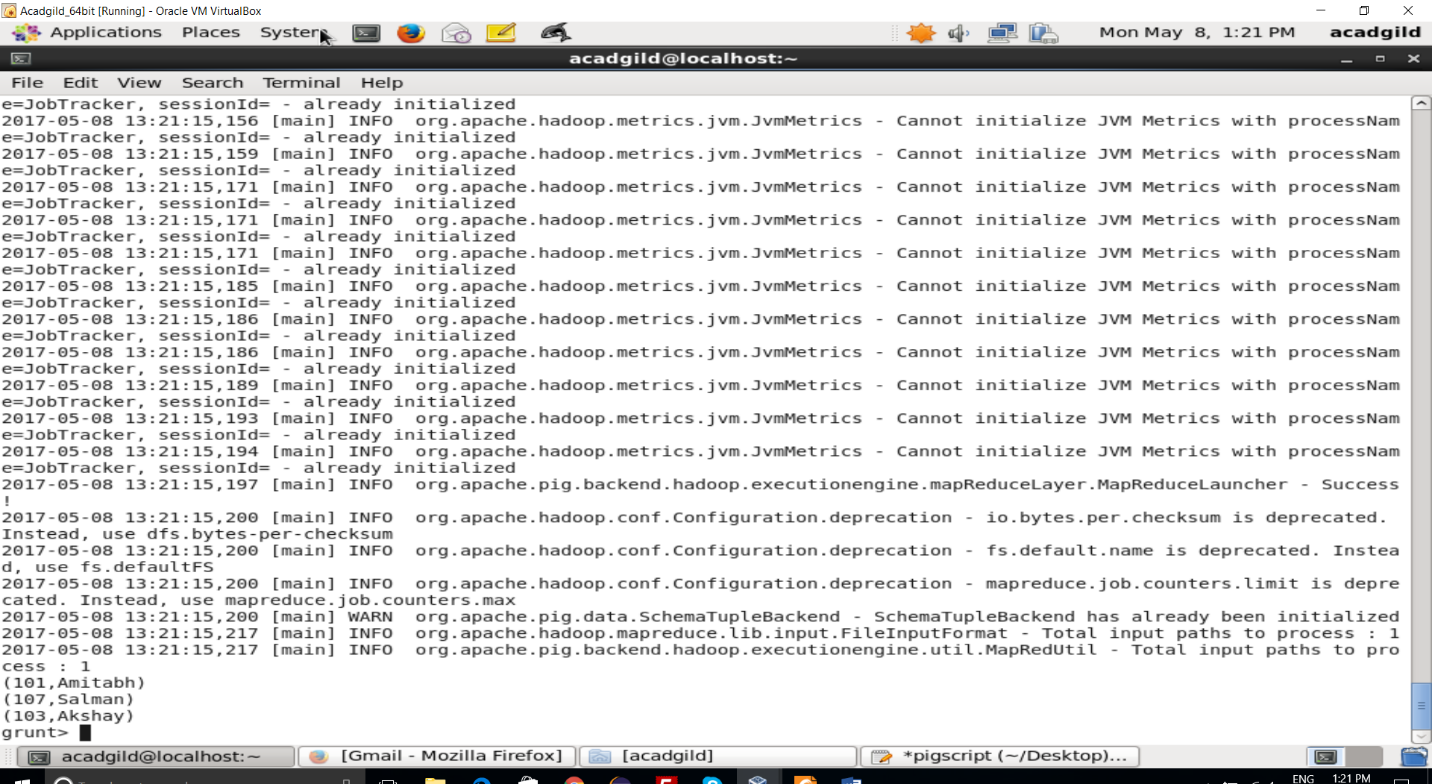 Acadgild_64bit [Running] - Oracle VM VirtualBox
Applications Places System Mon May 8, 1:21 PM acadgild
acadgild@localhost:~
File Edit View Search Terminal Help
e=JobTracker, sessionId= - already initialized
2017-05-08 13:21:15,156 [main] INFO  org.apache.hadoop.metrics.jvm.JvmMetrics - Cannot initialize JVM Metrics with processNam
e=JobTracker, sessionId= - already initialized
2017-05-08 13:21:15,159 [main] INFO  org.apache.hadoop.metrics.jvm.JvmMetrics - Cannot initialize JVM Metrics with processNam
e=JobTracker, sessionId= - already initialized
2017-05-08 13:21:15,171 [main] INFO  org.apache.hadoop.metrics.jvm.JvmMetrics - Cannot initialize JVM Metrics with processNam
e=JobTracker, sessionId= - already initialized
2017-05-08 13:21:15,171 [main] INFO  org.apache.hadoop.metrics.jvm.JvmMetrics - Cannot initialize JVM Metrics with processNam
e=JobTracker, sessionId= - already initialized
2017-05-08 13:21:15,171 [main] INFO  org.apache.hadoop.metrics.jvm.JvmMetrics - Cannot initialize JVM Metrics with processNam
e=JobTracker, sessionId= - already initialized
2017-05-08 13:21:15,185 [main] INFO  org.apache.hadoop.metrics.jvm.JvmMetrics - Cannot initialize JVM Metrics with processNam
e=JobTracker, sessionId= - already initialized
2017-05-08 13:21:15,186 [main] INFO  org.apache.hadoop.metrics.jvm.JvmMetrics - Cannot initialize JVM Metrics with processNam
e=JobTracker, sessionId= - already initialized
2017-05-08 13:21:15,186 [main] INFO  org.apache.hadoop.metrics.jvm.JvmMetrics - Cannot initialize JVM Metrics with processNam
e=JobTracker, sessionId= - already initialized
2017-05-08 13:21:15,189 [main] INFO  org.apache.hadoop.metrics.jvm.JvmMetrics - Cannot initialize JVM Metrics with processNam
e=JobTracker, sessionId= - already initialized
2017-05-08 13:21:15,193 [main] INFO  org.apache.hadoop.metrics.jvm.JvmMetrics - Cannot initialize JVM Metrics with processNam
e=JobTracker, sessionId= - already initialized
2017-05-08 13:21:15,194 [main] INFO  org.apache.hadoop.metrics.jvm.JvmMetrics - Cannot initialize JVM Metrics with processNam
e=JobTracker, sessionId= - already initialized
2017-05-08 13:21:15,197 [main] INFO  org.apache.pig.backend.hadoop.executionengine.mapReduceLayer.MapReduceLauncher - Success
!
2017-05-08 13:21:15,200 [main] INFO  org.apache.hadoop.conf.Configuration.deprecation - io.bytes.per.checksum is deprecated.
Instead, use dfs.bytes-per-checksum
2017-05-08 13:21:15,200 [main] INFO  org.apache.hadoop.conf.Configuration.deprecation - fs.default.name is deprecated. Instea
d, use fs.defaultFS
2017-05-08 13:21:15,200 [main] INFO  org.apache.hadoop.conf.Configuration.deprecation - mapreduce.job.counters.limit is depre
cated. Instead, use mapreduce.job.counters.max
2017-05-08 13:21:15,200 [main] WARN  org.apache.pig.data.SchemaTupleBackend - SchemaTupleBackend has already been initialized
2017-05-08 13:21:15,217 [main] INFO  org.apache.hadoop.mapreduce.lib.input.FileInputFormat - Total input paths to process : 1
2017-05-08 13:21:15,217 [main] INFO  org.apache.pig.backend.hadoop.executionengine.util.MapRedUtil - Total input paths to pro
cess : 1
(101,Amitabh)
(107,Salman)
(103,Akshay)
grunt>
acadgild@localhost:~ [Gmail - Mozilla Firefox] [acadgild] *pigscript (~/Desktop)...
ENG 1:21 PM